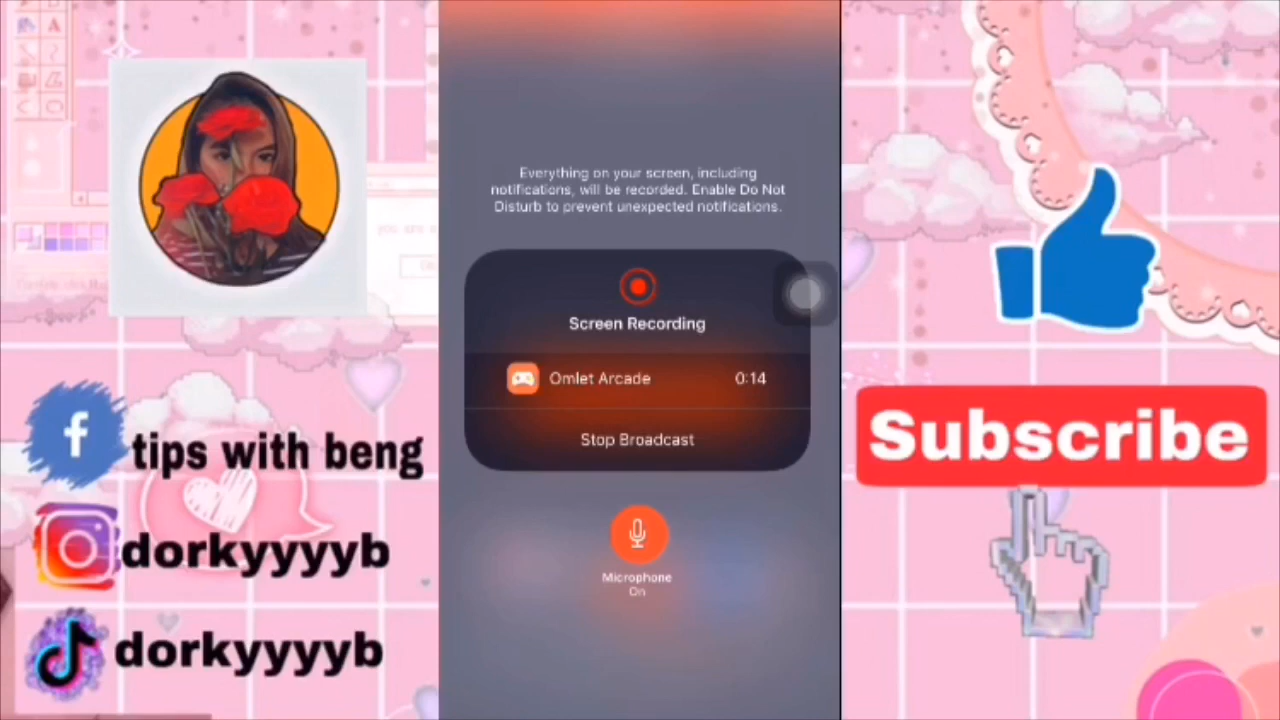 Everything on your screen, including
notifications, will be recorded. Enable Do Not
Disturb to prevent unexpected notifications.
Screen Recording
Omlet Arcade 0:14
Stop Broadcast
Microphone
On
tips with beng
dorkyyyyb
dorkyyyyb
Subscribe